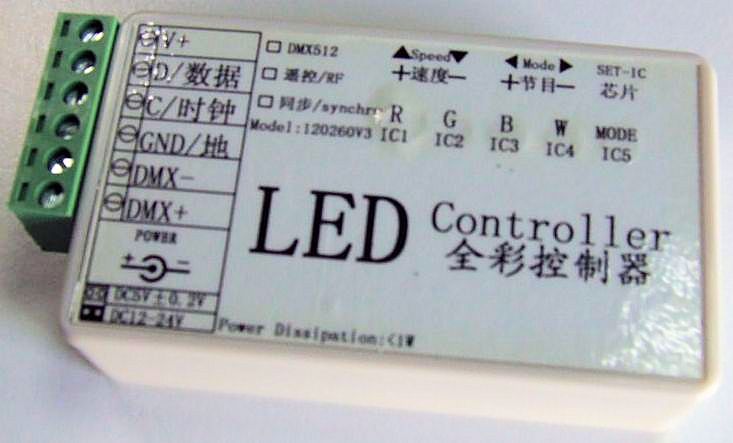 V+
D/数据
C/时钟
GND/地
DMX-
DMX+
POWER
+ -
DC5V±0.2V
DC12-24V
DMX512
遥控/RF
同步/synchro
Model:120260V3
▲Speed▼
+速度-
◀Mode▶
+节目-
SET-IC
芯片
R G B W MODE
IC1 IC2 IC3 IC4 IC5
LED Controller
全彩控制器
Power Dissipation:<1W